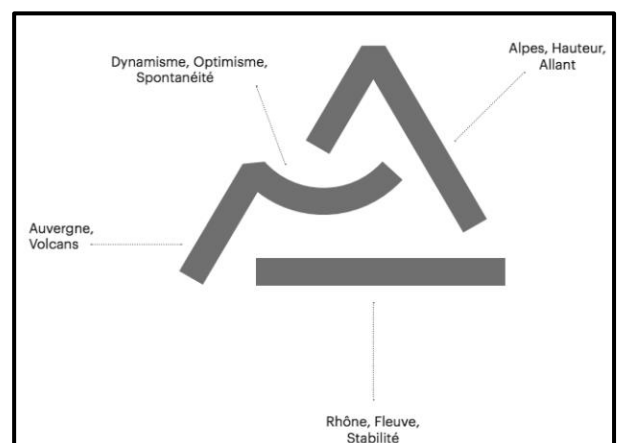 Dynamisme, Optimisme,
Spontanéité
Alpes, Hauteur,
Allant
Auvergne,
Volcans
Rhône, Fleuve,
Stabilité